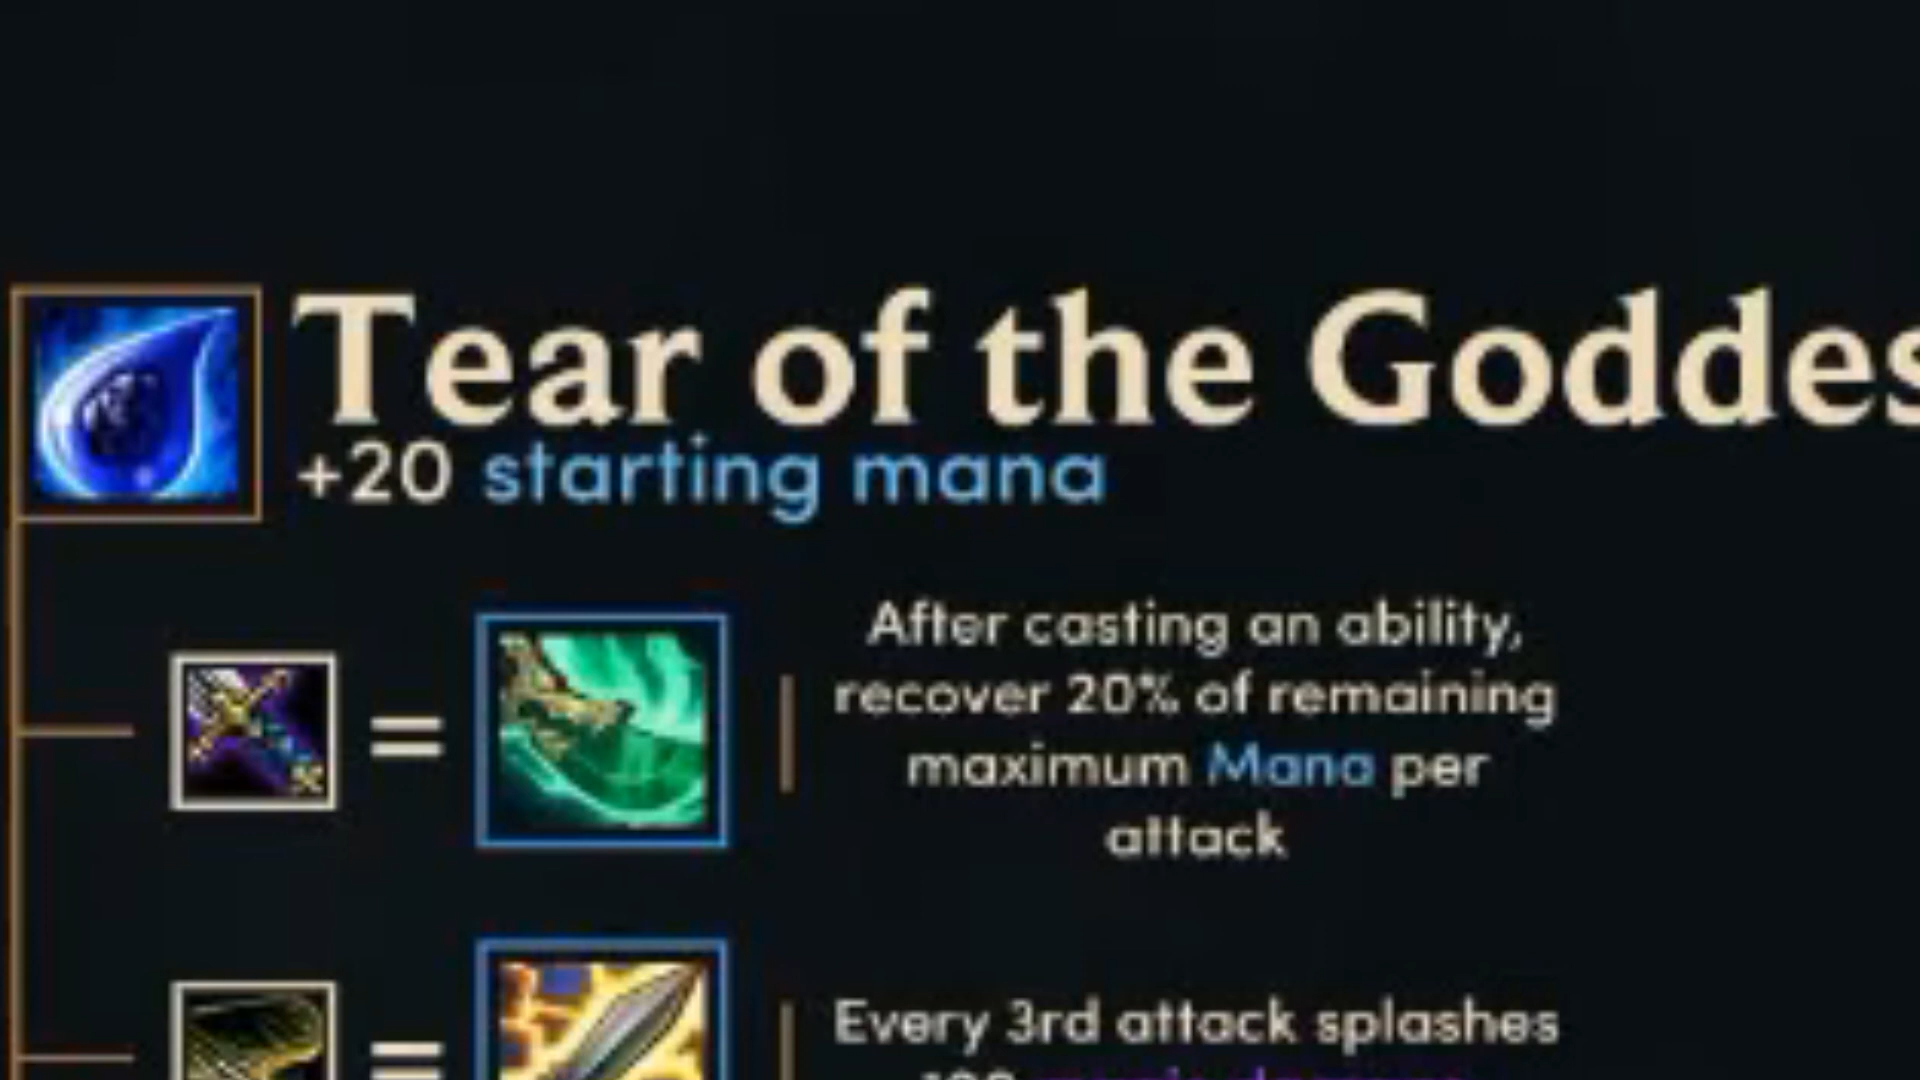 Tear of the Goddes
+20 starting mana
=
After casting an ability,
recover 20% of remaining
maximum Mana per
attack
=
Every 3rd attack splashes